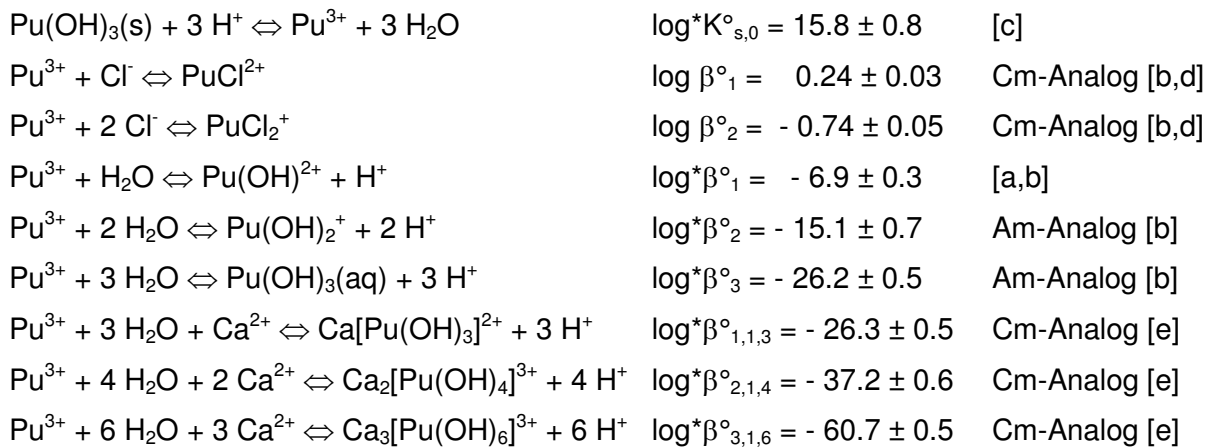 Pu(OH)₃(s) + 3 H⁺ ⇔ Pu³⁺ + 3 H₂O log*K°ₛ,₀ = 15.8 ± 0.8 [c]
Pu³⁺ + Cl⁻ ⇔ PuCl²⁺ log β°₁ = 0.24 ± 0.03 Cm-Analog [b,d]
Pu³⁺ + 2 Cl⁻ ⇔ PuCl₂⁺ log β°₂ = - 0.74 ± 0.05 Cm-Analog [b,d]
Pu³⁺ + H₂O ⇔ Pu(OH)²⁺ + H⁺ log*β°₁ = - 6.9 ± 0.3 [a,b]
Pu³⁺ + 2 H₂O ⇔ Pu(OH)₂⁺ + 2 H⁺ log*β°₂ = - 15.1 ± 0.7 Am-Analog [b]
Pu³⁺ + 3 H₂O ⇔ Pu(OH)₃(aq) + 3 H⁺ log*β°₃ = - 26.2 ± 0.5 Am-Analog [b]
Pu³⁺ + 3 H₂O + Ca²⁺ ⇔ Ca[Pu(OH)₃]²⁺ + 3 H⁺ log*β°₁,₁,₃ = - 26.3 ± 0.5 Cm-Analog [e]
Pu³⁺ + 4 H₂O + 2 Ca²⁺ ⇔ Ca₂[Pu(OH)₄]³⁺ + 4 H⁺ log*β°₂,₁,₄ = - 37.2 ± 0.6 Cm-Analog [e]
Pu³⁺ + 6 H₂O + 3 Ca²⁺ ⇔ Ca₃[Pu(OH)₆]³⁺ + 6 H⁺ log*β°₃,₁,₆ = - 60.7 ± 0.5 Cm-Analog [e]